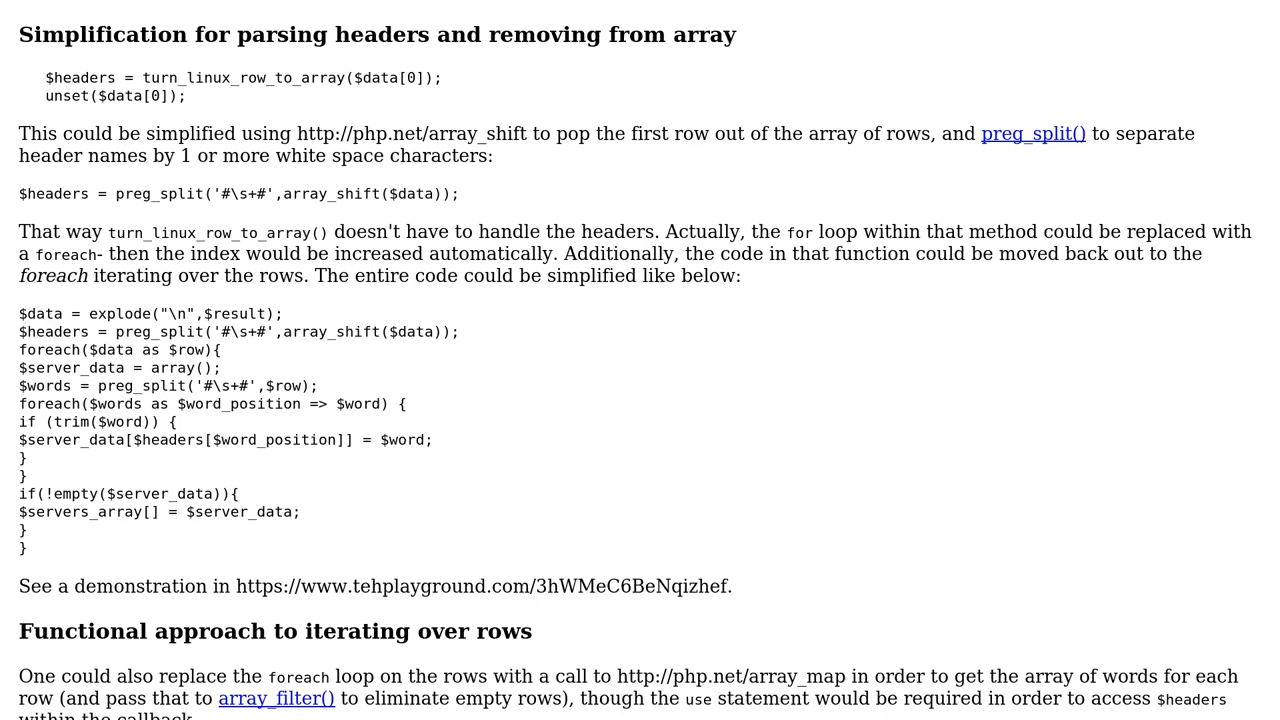 Simplification for parsing headers and removing from array
$headers = turn_linux_row_to_array($data[0]);
unset($data[0]);
This could be simplified using http://php.net/array_shift to pop the first row out of the array of rows, and preg_split() to separate
header names by 1 or more white space characters:
$headers = preg_split('#\s+#',array_shift($data));
That way turn_linux_row_to_array() doesn't have to handle the headers. Actually, the for loop within that method could be replaced with
a foreach- then the index would be increased automatically. Additionally, the code in that function could be moved back out to the
foreach iterating over the rows. The entire code could be simplified like below:
$data = explode("\n",$result);
$headers = preg_split('#\s+#',array_shift($data));
foreach($data as $row){
$server_data = array();
$words = preg_split('#\s+#',$row);
foreach($words as $word_position => $word) {
if (trim($word)) {
$server_data[$headers[$word_position]] = $word;
}
}
if(!empty($server_data)){
$servers_array[] = $server_data;
}
}
See a demonstration in https://www.tehplayground.com/3hWMeC6BeNqizhef.
Functional approach to iterating over rows
One could also replace the foreach loop on the rows with a call to http://php.net/array_map in order to get the array of words for each
row (and pass that to array_filter() to eliminate empty rows), though the use statement would be required in order to access $headers
within the callback.